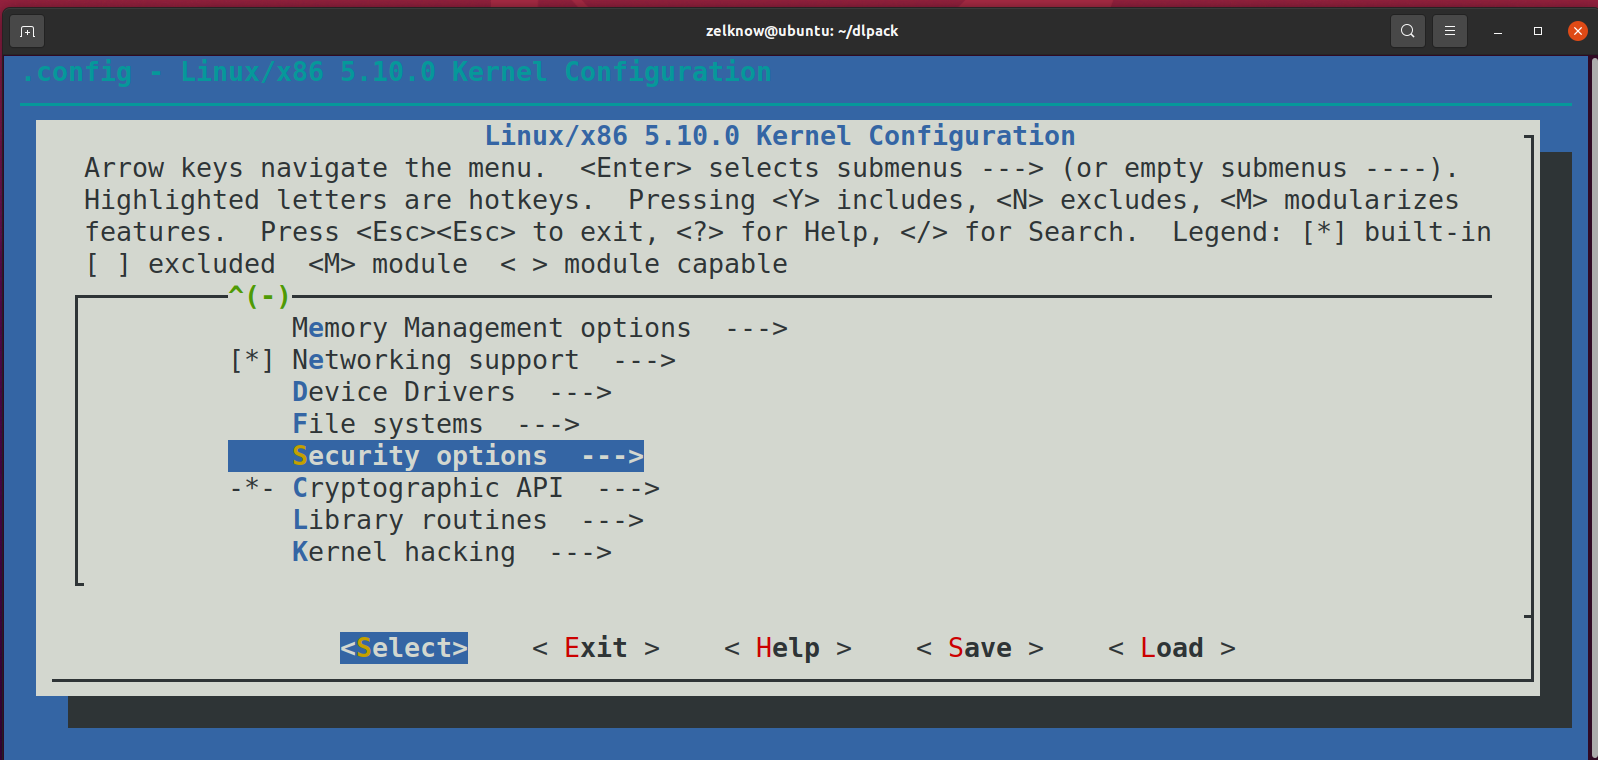 zelknow@ubuntu: ~/dlpack
.config - Linux/x86 5.10.0 Kernel Configuration
Linux/x86 5.10.0 Kernel Configuration
Arrow keys navigate the menu.  <Enter> selects submenus ---> (or empty submenus ----).
Highlighted letters are hotkeys.  Pressing <Y> includes, <N> excludes, <M> modularizes
features.  Press <Esc><Esc> to exit, <?> for Help, </> for Search.  Legend: [*] built-in
[ ] excluded  <M> module  < > module capable
^(-)
Memory Management options  --->
[*] Networking support  --->
Device Drivers  --->
File systems  --->
Security options  --->
-*- Cryptographic API  --->
Library routines  --->
Kernel hacking  --->
<Select>    < Exit >    < Help >    < Save >    < Load >